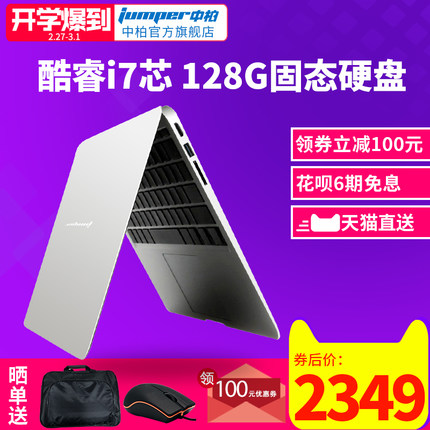 开学爆到
2.27-3.1
jumper中柏
中柏官方旗舰店
酷睿i7芯 128G固态硬盘
领券立减100元
花呗6期免息
天猫直送
jumper
晒单送
领100元优惠券
券后价：
2349